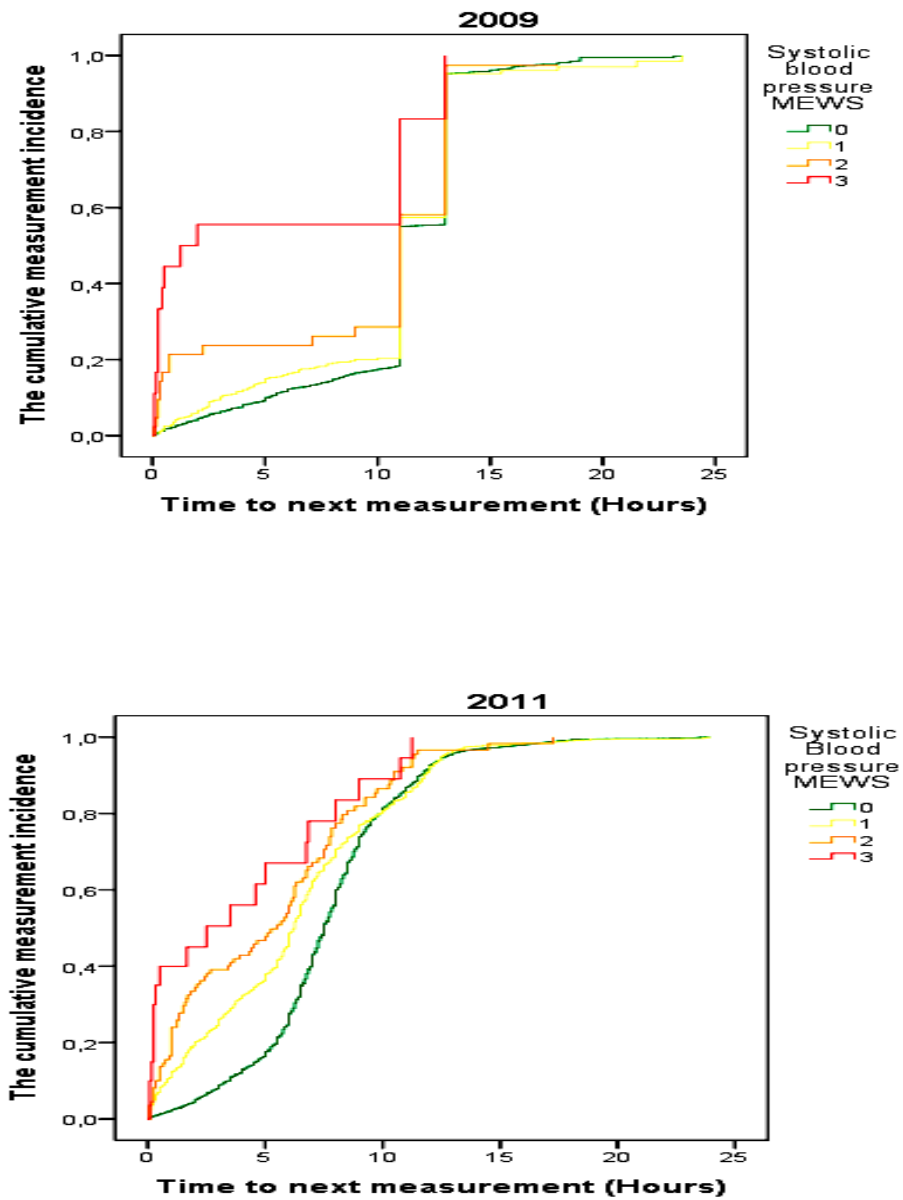 2009
Systolic
blood
pressure
MEWS
0
1
2
3
The cumulative measurement incidence
1,0
0,8
0,6
0,4
0,2
0,0
0 5 10 15 20 25
Time to next measurement (Hours)
2011
Systolic
Blood
pressure
MEWS
0
1
2
3
The cumulative measurement incidence
1,0
0,8
0,6
0,4
0,2
0,0
0 5 10 15 20 25
Time to next measurement (Hours)